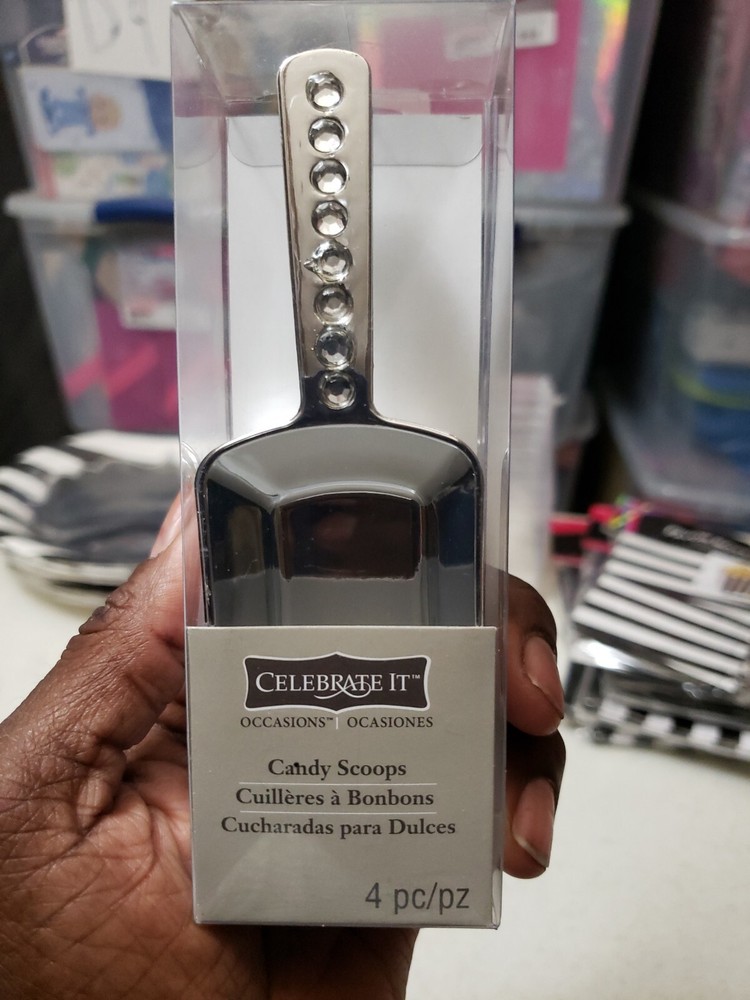 CELEBRATE IT™
OCCASIONS™ | OCASIONES
Candy Scoops
Cuillères à Bonbons
Cucharadas para Dulces
4 pc/pz